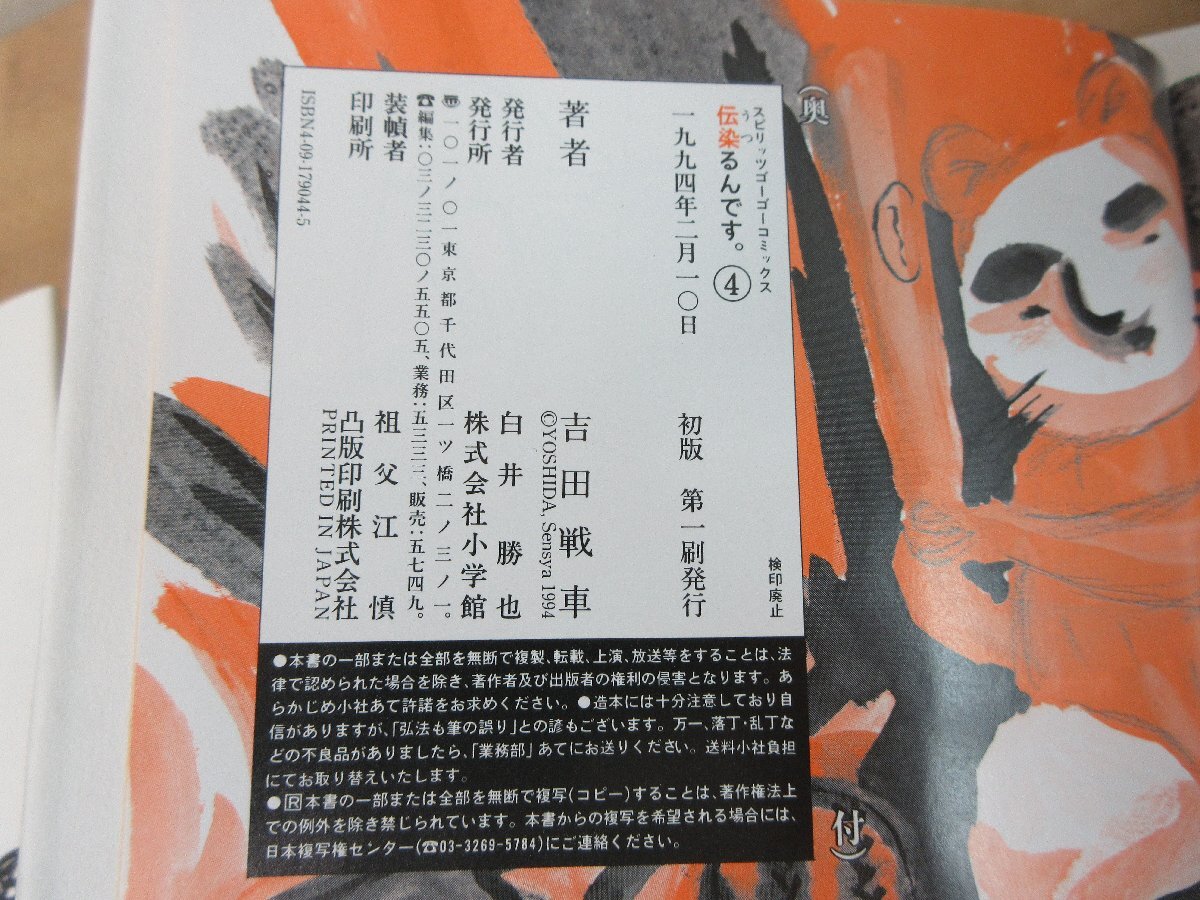 (奥
付)
スピリッツゴーゴーコミックス
うつ
伝染るんです。④
一九九四年二月一〇日 初版 第一刷発行
検印廃止
著者 吉田戦車
©YOSHIDA, Sensya 1994
発行者 白井勝也
発行所 株式会社小学館
〒一〇一ノ〇一東京都千代田区一ツ橋二ノ三ノ一。
☎編集:〇三ノ三二三〇ノ五五〇五、業務:五三三三、販売:五七四九。
装幀者 祖父江慎
印刷所 凸版印刷株式会社
PRINTED IN JAPAN
ISBN4-09-179044-5
●本書の一部または全部を無断で複製、転載、上演、放送等をすることは、法
律で認められた場合を除き、著作者及び出版者の権利の侵害となります。あ
らかじめ小社あて許諾をお求めください。●造本には十分注意しており自
信がありますが、「弘法も筆の誤り」との諺もございます。万一、落丁・乱丁な
どの不良品がありましたら、「業務部」あてにお送りください。送料小社負担
にてお取り替えいたします。
●Ⓡ本書の一部または全部を無断で複写(コピー)することは、著作権法上
での例外を除き禁じられています。本書からの複写を希望される場合には、
日本複写権センター(☎03-3269-5784)にご連絡ください。